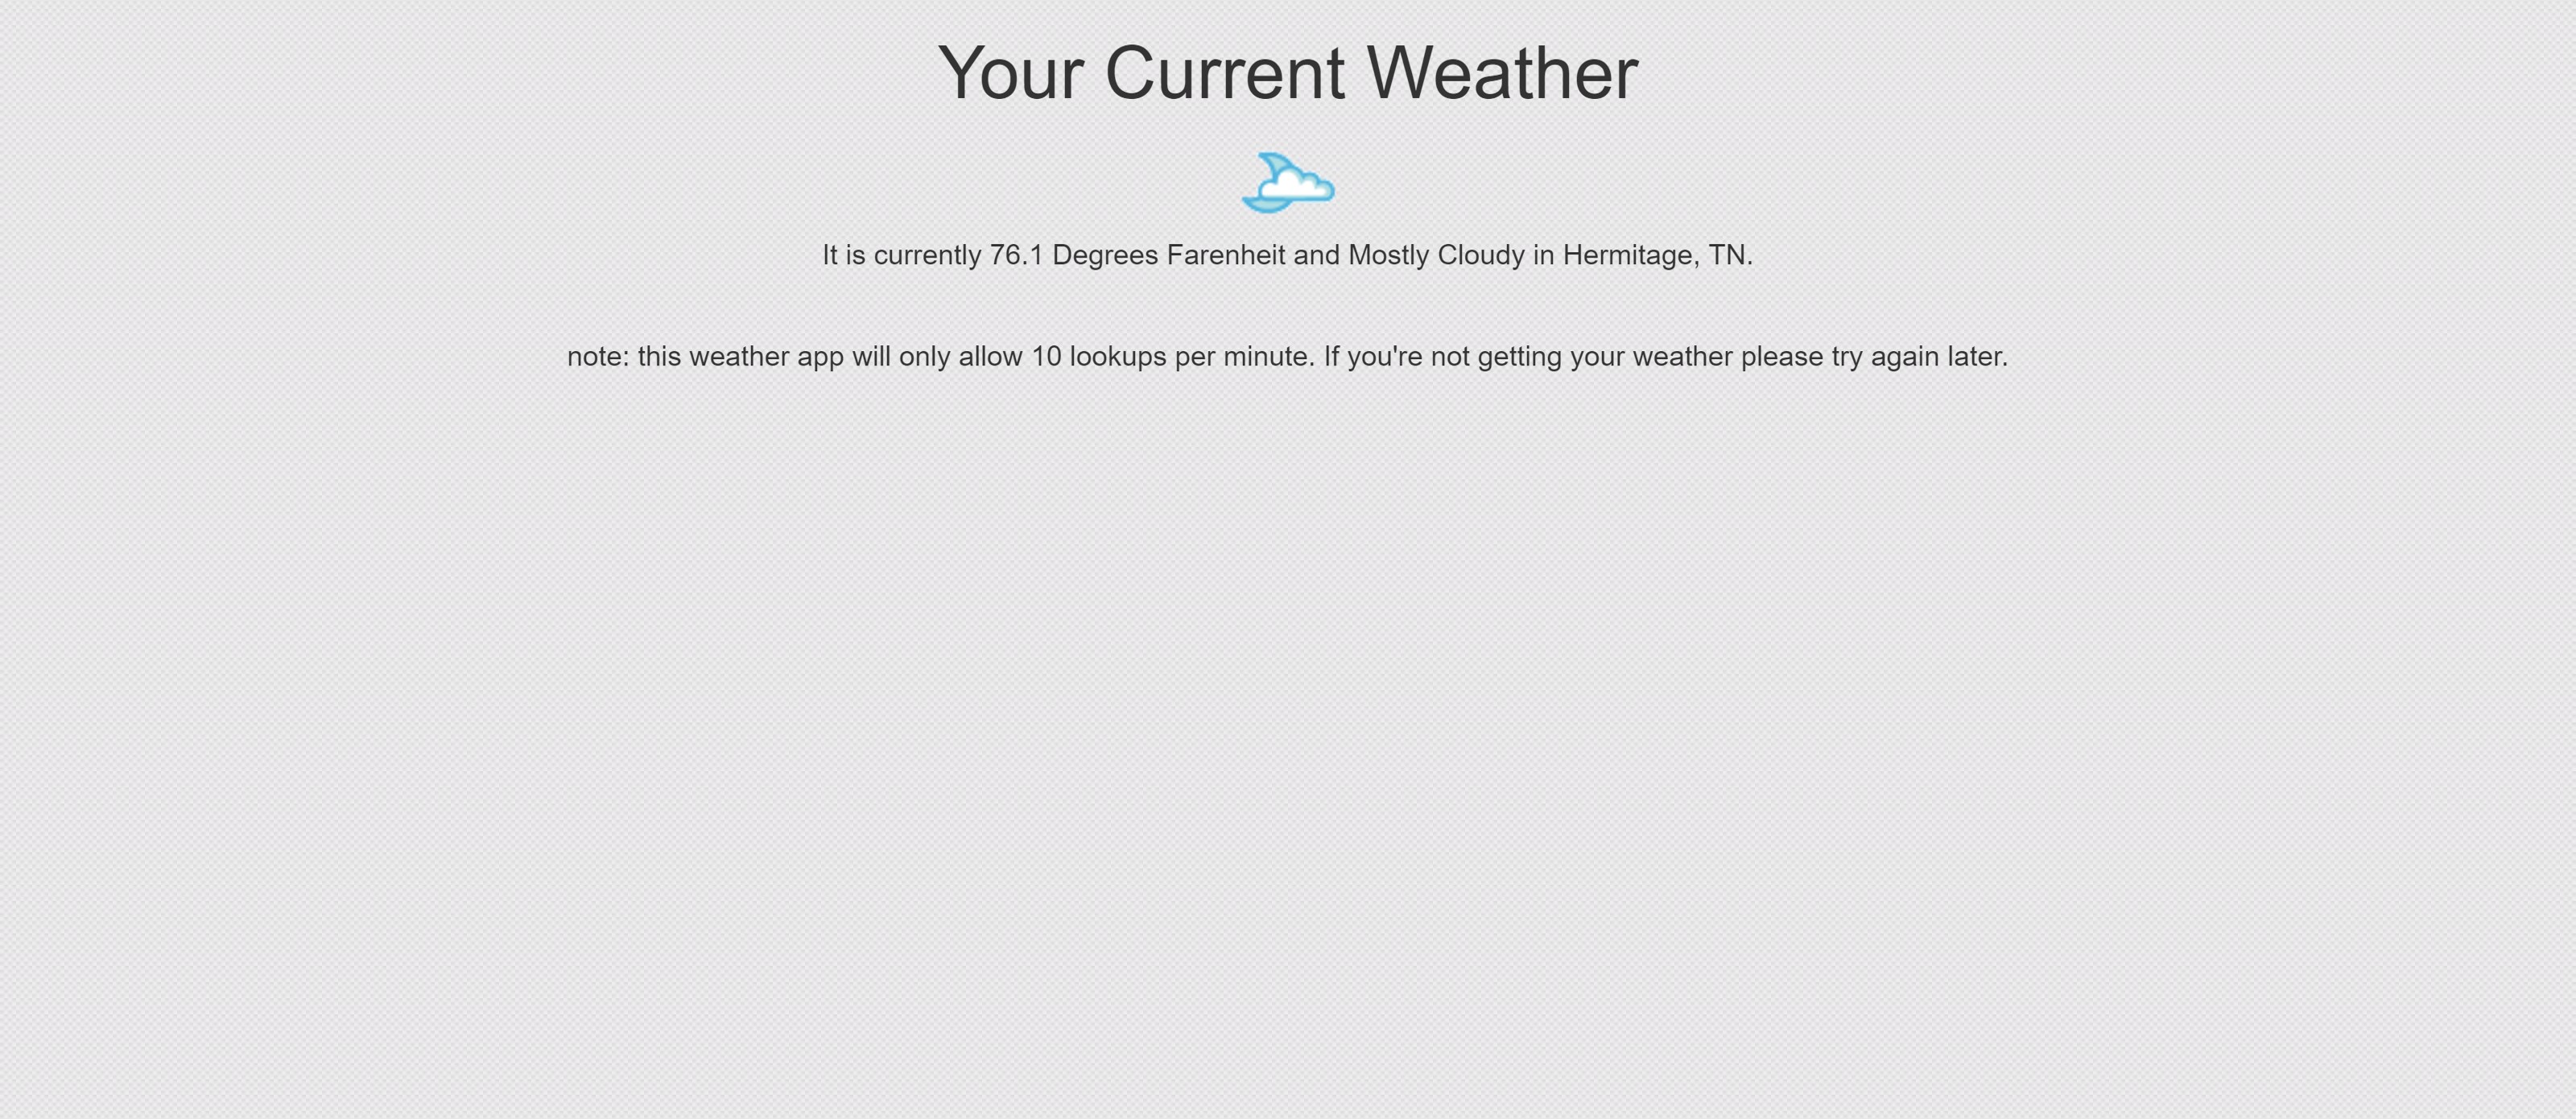 Your Current Weather
It is currently 76.1 Degrees Farenheit and Mostly Cloudy in Hermitage, TN.
note: this weather app will only allow 10 lookups per minute. If you're not getting your weather please try again later.